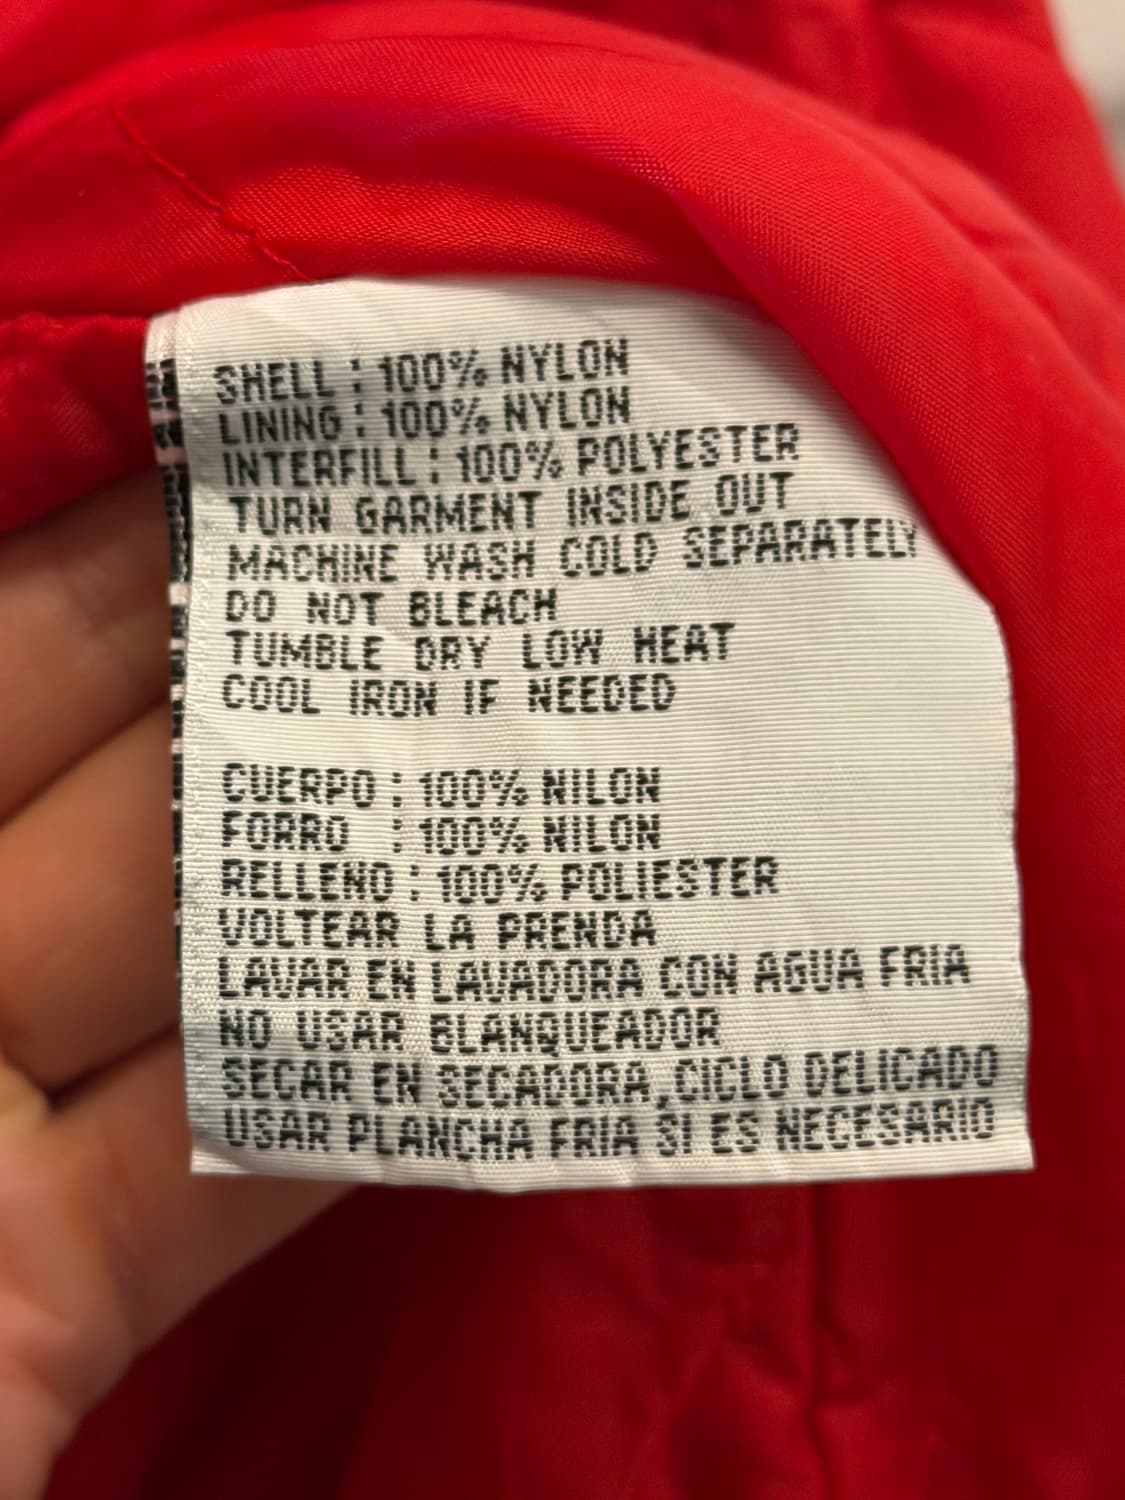 SHELL : 100% NYLON
LINING : 100% NYLON
INTERFILL : 100% POLYESTER
TURN GARMENT INSIDE OUT
MACHINE WASH COLD SEPARATELY
DO NOT BLEACH
TUMBLE DRY LOW HEAT
COOL IRON IF NEEDED
CUERPO : 100% NILON
FORRO : 100% NILON
RELLENO : 100% POLIESTER
VOLTEAR LA PRENDA
LAVAR EN LAVADORA CON AGUA FRIA
NO USAR BLANQUEADOR
SECAR EN SECADORA,CICLO DELICADO
USAR PLANCHA FRIA SI ES NECESARIO